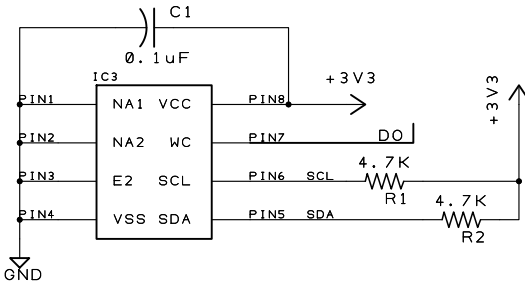 C1
0.1uF
IC3
+3V3
+3V3
PIN1 NA1 VCC PIN8
PIN2 NA2 WC PIN7 DO
4.7K
PIN3 E2 SCL PIN6 SCL
R1
4.7K
PIN4 VSS SDA PIN5 SDA
R2
GND